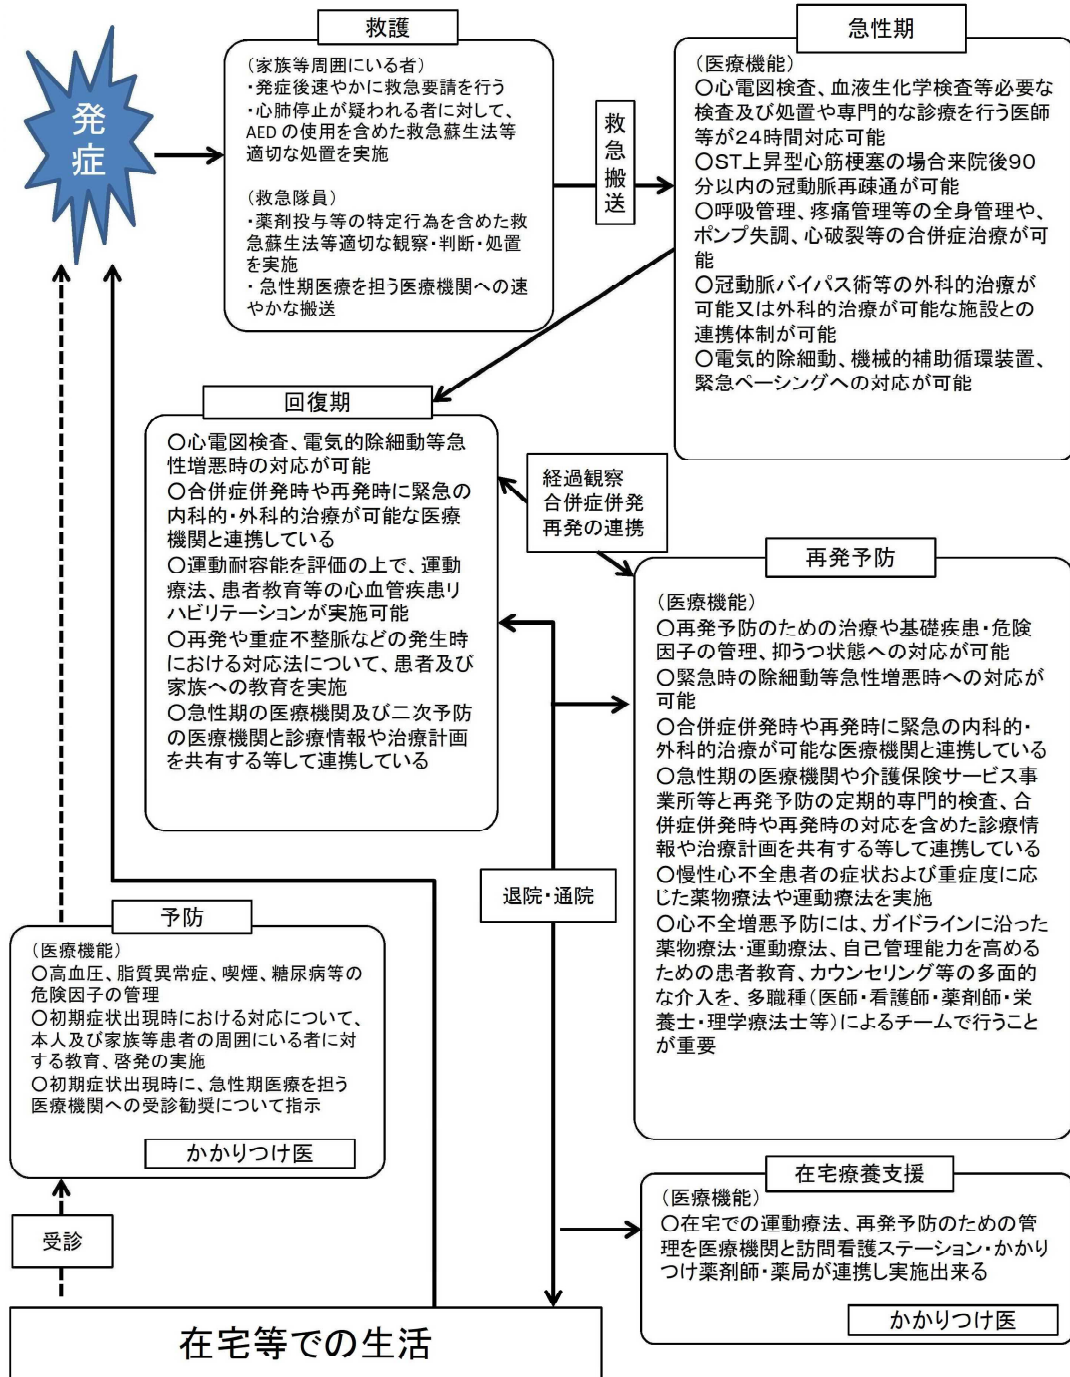 発
症
救護
（家族等周囲にいる者）
・発症後速やかに救急要請を行う
・心肺停止が疑われる者に対して、
AED の使用を含めた救急蘇生法等
適切な処置を実施
（救急隊員）
・薬剤投与等の特定行為を含めた救
急蘇生法等適切な観察・判断・処置
を実施
・急性期医療を担う医療機関への速
やかな搬送
救急搬送
急性期
（医療機能）
○心電図検査、血液生化学検査等必要な
検査及び処置や専門的な診療を行う医師
等が24時間対応可能
○ST上昇型心筋梗塞の場合来院後90
分以内の冠動脈再疎通が可能
○呼吸管理、疼痛管理等の全身管理や、
ポンプ失調、心破裂等の合併症治療が可
能
○冠動脈バイパス術等の外科的治療が
可能又は外科的治療が可能な施設との
連携体制が可能
○電気的除細動、機械的補助循環装置、
緊急ペーシングへの対応が可能
回復期
○心電図検査、電気的除細動等急
性増悪時の対応が可能
○合併症併発時や再発時に緊急の
内科的・外科的治療が可能な医療
機関と連携している
○運動耐容能を評価の上で、運動
療法、患者教育等の心血管疾患リ
ハビリテーションが実施可能
○再発や重症不整脈などの発生時
における対応法について、患者及び
家族への教育を実施
○急性期の医療機関及び二次予防
の医療機関と診療情報や治療計画
を共有する等して連携している
経過観察
合併症併発
再発の連携
再発予防
（医療機能）
○再発予防のための治療や基礎疾患・危険
因子の管理、抑うつ状態への対応が可能
○緊急時の除細動等急性増悪時への対応が
可能
○合併症併発時や再発時に緊急の内科的・
外科的治療が可能な医療機関と連携している
○急性期の医療機関や介護保険サービス事
業所等と再発予防の定期的専門的検査、合
併症併発時や再発時の対応を含めた診療情
報や治療計画を共有する等して連携している
○慢性心不全患者の症状および重症度に応
じた薬物療法や運動療法を実施
○心不全増悪予防には、ガイドラインに沿った
薬物療法・運動療法、自己管理能力を高める
ための患者教育、カウンセリング等の多面的
な介入を、多職種（医師・看護師・薬剤師・栄
養士・理学療法士等）によるチームで行うこと
が重要
退院・通院
予防
（医療機能）
○高血圧、脂質異常症、喫煙、糖尿病等の
危険因子の管理
○初期症状出現時における対応について、
本人及び家族等患者の周囲にいる者に対
する教育、啓発の実施
○初期症状出現時に、急性期医療を担う
医療機関への受診勧奨について指示
かかりつけ医
受診
在宅療養支援
（医療機能）
○在宅での運動療法、再発予防のための管
理を医療機関と訪問看護ステーション・かかり
つけ薬剤師・薬局が連携し実施出来る
かかりつけ医
在宅等での生活